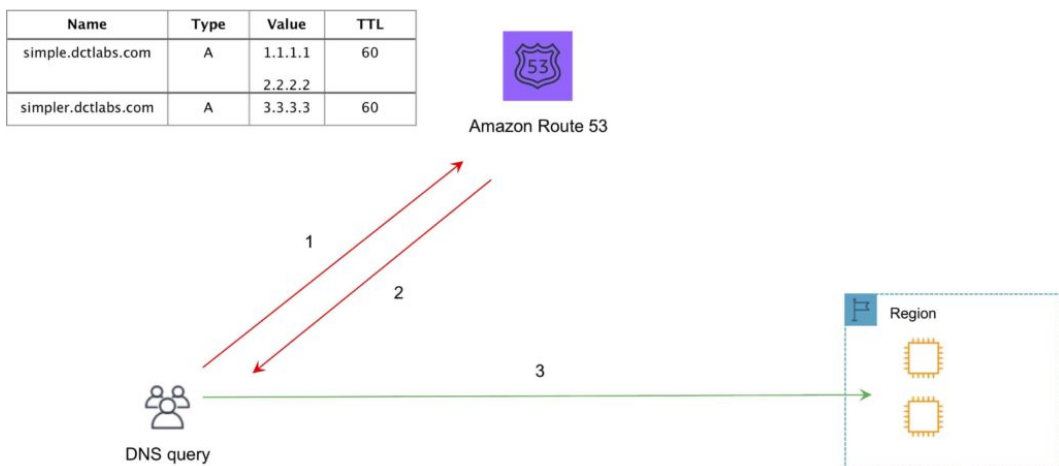 Name Type Value TTL
simple.dctlabs.com A 1.1.1.1 60
2.2.2.2
simpler.dctlabs.com A 3.3.3.3 60
53
Amazon Route 53
1
2
Region
3
DNS query